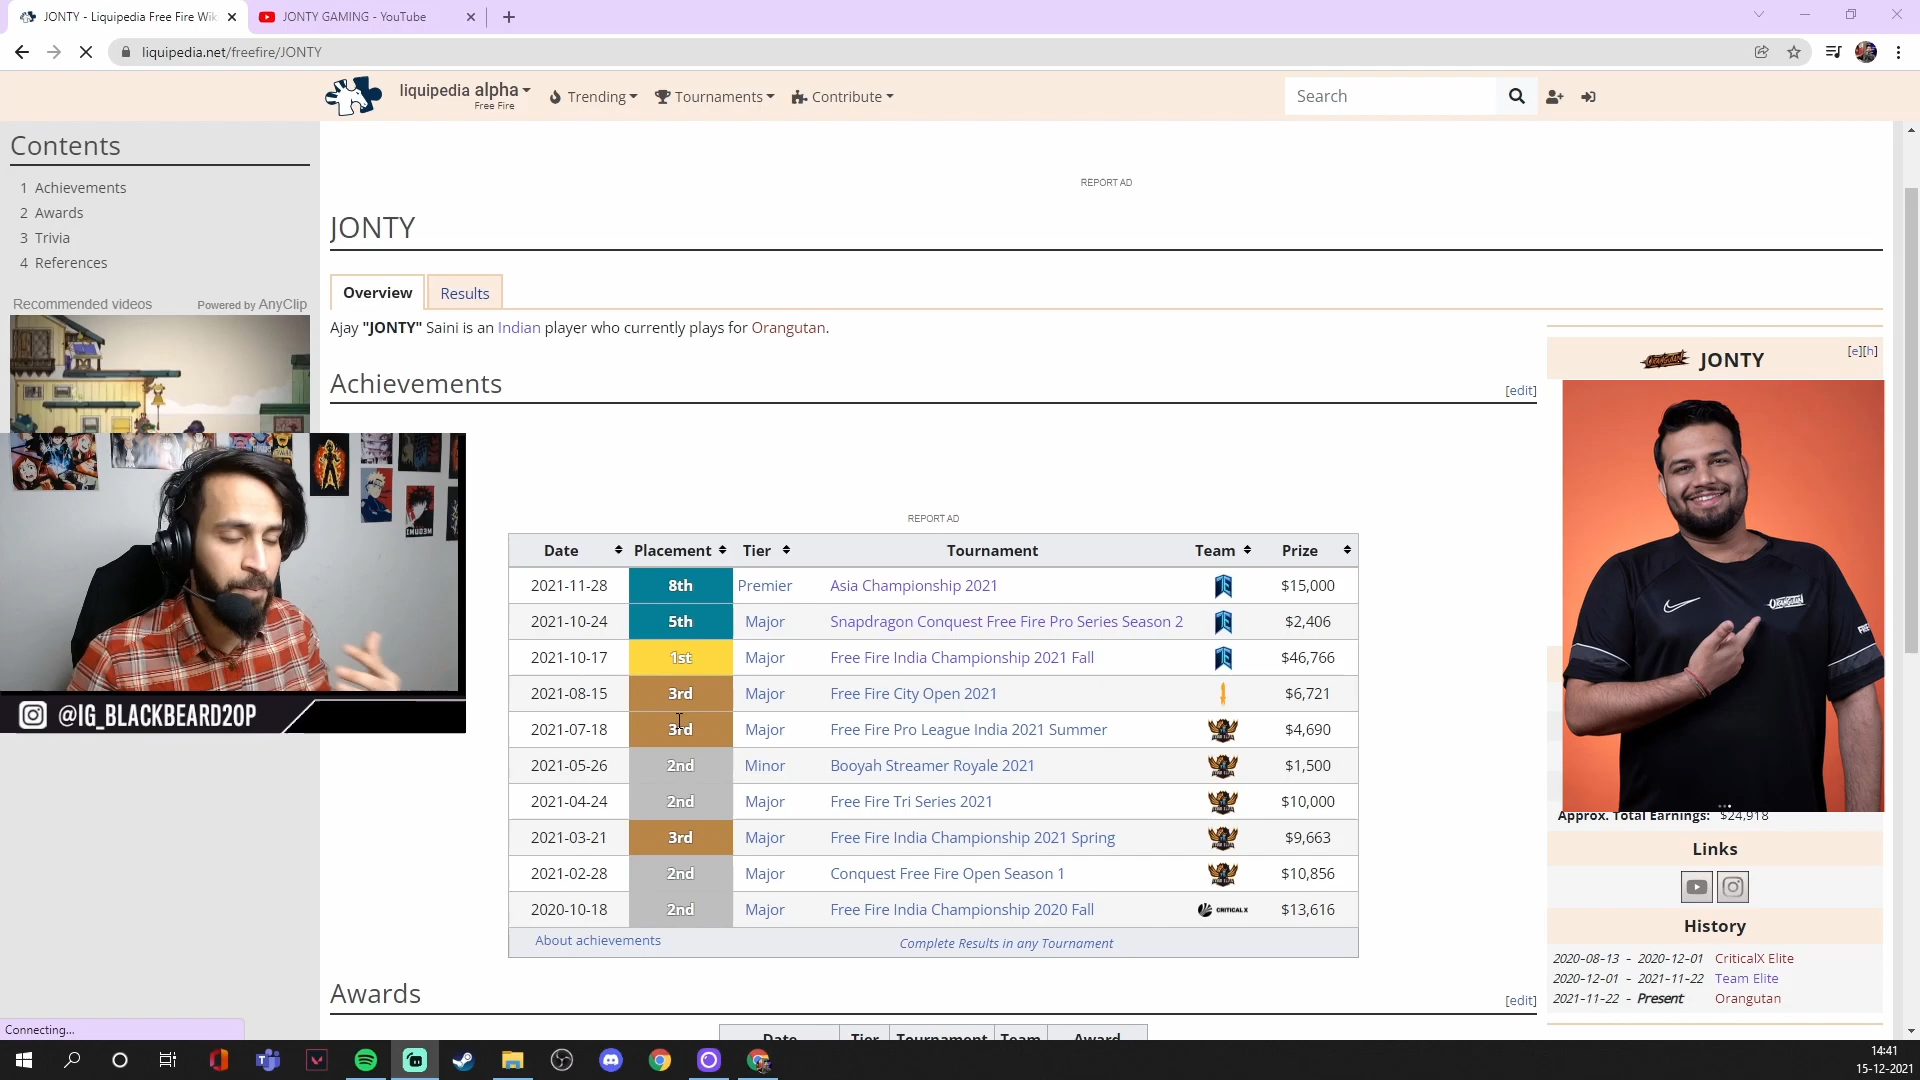 JONTY - Liquipedia Free Fire Wik
JONTY GAMING - YouTube
liquipedia.net/freefire/JONTY
liquipedia alpha
Free Fire
Trending
Tournaments
Contribute
Search
Contents
1 Achievements
2 Awards
3 Trivia
4 References
Recommended videos
Powered by AnyClip
REPORT AD
JONTY
Overview
Results
Ajay "JONTY" Saini is an Indian player who currently plays for Orangutan.
Achievements
[edit]
REPORT AD
Date Placement Tier Tournament Team Prize
2021-11-28 8th Premier Asia Championship 2021 $15,000
2021-10-24 5th Major Snapdragon Conquest Free Fire Pro Series Season 2 $2,406
2021-10-17 1st Major Free Fire India Championship 2021 Fall $46,766
2021-08-15 3rd Major Free Fire City Open 2021 $6,721
2021-07-18 3rd Major Free Fire Pro League India 2021 Summer $4,690
2021-05-26 2nd Minor Booyah Streamer Royale 2021 $1,500
2021-04-24 2nd Major Free Fire Tri Series 2021 $10,000
2021-03-21 3rd Major Free Fire India Championship 2021 Spring $9,663
2021-02-28 2nd Major Conquest Free Fire Open Season 1 $10,856
2020-10-18 2nd Major Free Fire India Championship 2020 Fall CRITICAL X $13,616
About achievements
Complete Results in any Tournament
Awards
[edit]
Date Tier Tournament Team Award
JONTY
[e][h]
ORANGUTAN
Approx. Total Earnings: $24,918
Links
History
2020-08-13 - 2020-12-01 CriticalX Elite
2020-12-01 - 2021-11-22 Team Elite
2021-11-22 - Present Orangutan
@IG_BLACKBEARD20P
Connecting...
14:41
15-12-2021